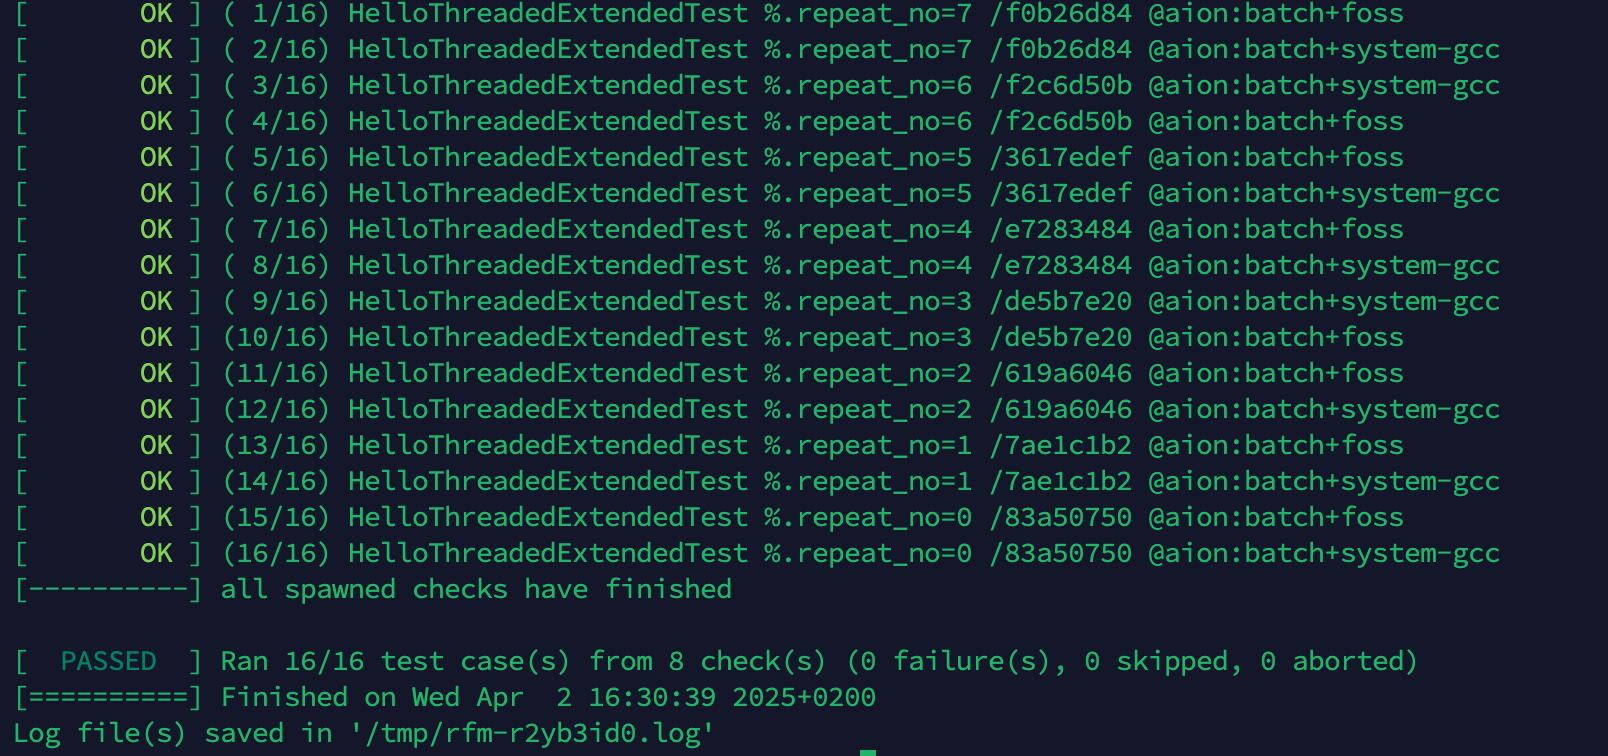 [       OK ] ( 1/16) HelloThreadedExtendedTest %.repeat_no=7 /f0b26d84 @aion:batch+foss
[       OK ] ( 2/16) HelloThreadedExtendedTest %.repeat_no=7 /f0b26d84 @aion:batch+system-gcc
[       OK ] ( 3/16) HelloThreadedExtendedTest %.repeat_no=6 /f2c6d50b @aion:batch+system-gcc
[       OK ] ( 4/16) HelloThreadedExtendedTest %.repeat_no=6 /f2c6d50b @aion:batch+foss
[       OK ] ( 5/16) HelloThreadedExtendedTest %.repeat_no=5 /3617edef @aion:batch+foss
[       OK ] ( 6/16) HelloThreadedExtendedTest %.repeat_no=5 /3617edef @aion:batch+system-gcc
[       OK ] ( 7/16) HelloThreadedExtendedTest %.repeat_no=4 /e7283484 @aion:batch+foss
[       OK ] ( 8/16) HelloThreadedExtendedTest %.repeat_no=4 /e7283484 @aion:batch+system-gcc
[       OK ] ( 9/16) HelloThreadedExtendedTest %.repeat_no=3 /de5b7e20 @aion:batch+system-gcc
[       OK ] (10/16) HelloThreadedExtendedTest %.repeat_no=3 /de5b7e20 @aion:batch+foss
[       OK ] (11/16) HelloThreadedExtendedTest %.repeat_no=2 /619a6046 @aion:batch+foss
[       OK ] (12/16) HelloThreadedExtendedTest %.repeat_no=2 /619a6046 @aion:batch+system-gcc
[       OK ] (13/16) HelloThreadedExtendedTest %.repeat_no=1 /7ae1c1b2 @aion:batch+foss
[       OK ] (14/16) HelloThreadedExtendedTest %.repeat_no=1 /7ae1c1b2 @aion:batch+system-gcc
[       OK ] (15/16) HelloThreadedExtendedTest %.repeat_no=0 /83a50750 @aion:batch+foss
[       OK ] (16/16) HelloThreadedExtendedTest %.repeat_no=0 /83a50750 @aion:batch+system-gcc
[----------] all spawned checks have finished

[  PASSED  ] Ran 16/16 test case(s) from 8 check(s) (0 failure(s), 0 skipped, 0 aborted)
[==========] Finished on Wed Apr  2 16:30:39 2025+0200
Log file(s) saved in '/tmp/rfm-r2yb3id0.log'